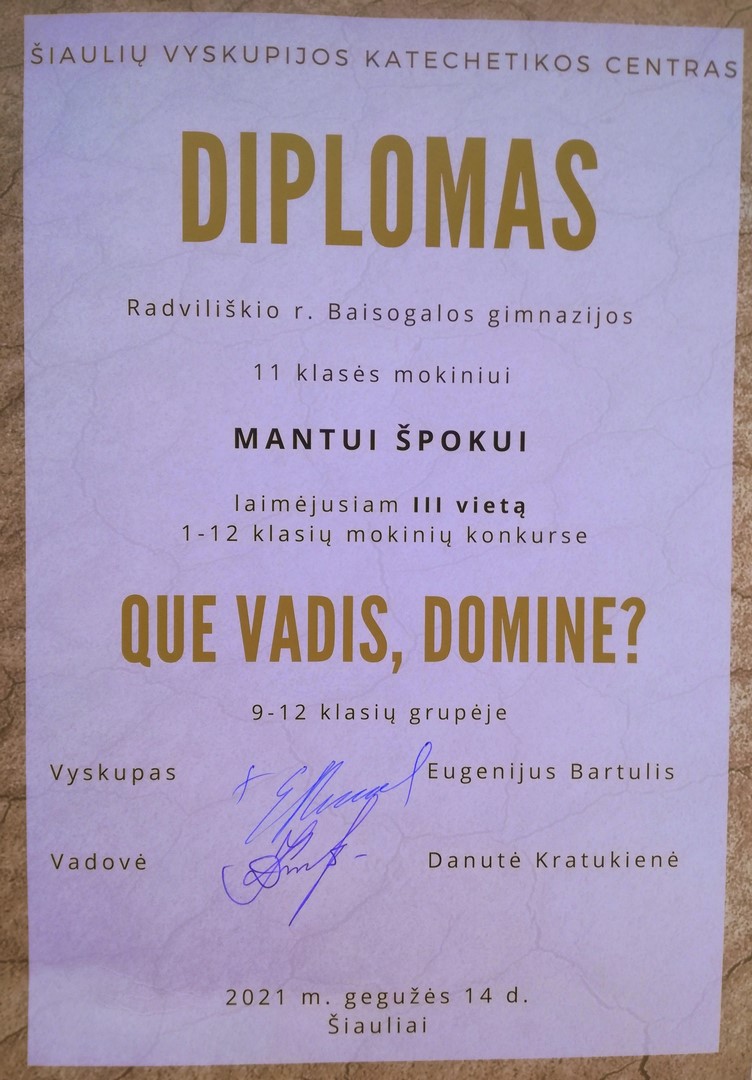 ŠIAULIŲ VYSKUPIJOS KATECHETIKOS CENTRAS
DIPLOMAS
Radviliškio r. Baisogalos gimnazijos
11 klasės mokiniui
MANTUI ŠPOKUI
laimėjusiam III vietą
1-12 klasių mokinių konkurse
QUE VADIS, DOMINE?
9-12 klasių grupėje
Vyskupas Eugenijus Bartulis
Vadovė Danutė Kratukienė
2021 m. gegužės 14 d.
Šiauliai